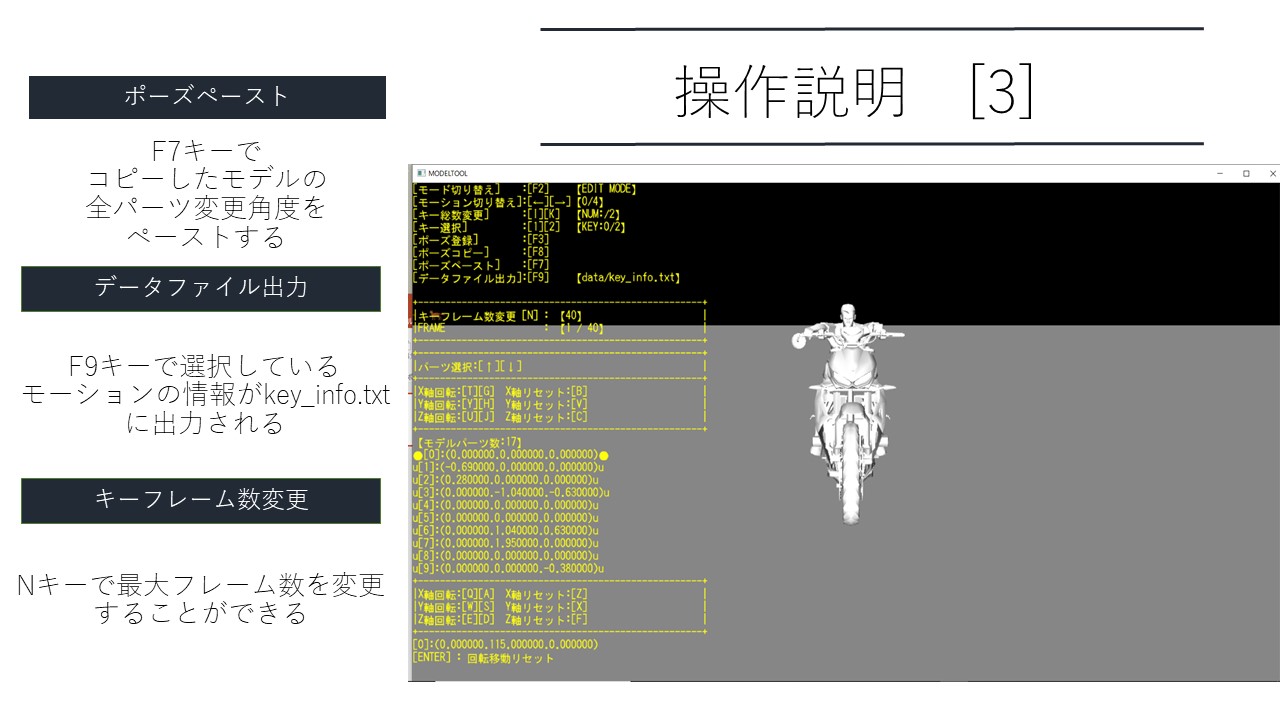 操作説明　[3]
ポーズペースト
F7キーで
コピーしたモデルの
全パーツ変更角度を
ペーストする
データファイル出力
F9キーで選択している
モーションの情報がkey_info.txt
に出力される
キーフレーム数変更
Nキーで最大フレーム数を変更
することができる
MODELTOOL
[モード切り替え] :[F2] 【EDIT MODE】
[モーション切り替え]:[←][→]【0/4】
[キー総数変更] :[I][K] 【NUM:/2】
[キー選択] :[1][2] 【KEY:0/2】
[ポーズ登録] :[F3]
[ポーズコピー] :[F8]
[ポーズペースト] :[F7]
[データファイル出力]:[F9] 【data/key_info.txt】
|キーフレーム数変更 [N] : 【40】 |
|FRAME : 【1 / 40】 |
|パーツ選択:[↑][↓] |
|X軸回転:[T][G] X軸リセット:[B] |
|Y軸回転:[Y][H] Y軸リセット:[V] |
|Z軸回転:[U][J] Z軸リセット:[C] |
【モデルパーツ数:17】
●[0]:(0.000000.0.000000.0.000000)●
u[1]:(-0.690000.0.000000.0.000000)u
u[2]:(0.280000.0.000000.0.000000)u
u[3]:(0.000000.-1.040000.-0.630000)u
u[4]:(0.000000.0.000000.0.000000)u
u[5]:(0.000000.0.000000.0.000000)u
u[6]:(0.000000.1.040000.0.630000)u
u[7]:(0.000000.1.950000.0.000000)u
u[8]:(0.000000.0.000000.0.000000)u
u[9]:(0.000000.0.000000.-0.380000)u
|X軸回転:[Q][A] X軸リセット:[Z] |
|Y軸回転:[W][S] Y軸リセット:[X] |
|Z軸回転:[E][D] Z軸リセット:[F] |
[0]:(0.000000.115.000000.0.000000)
[ENTER] : 回転移動リセット